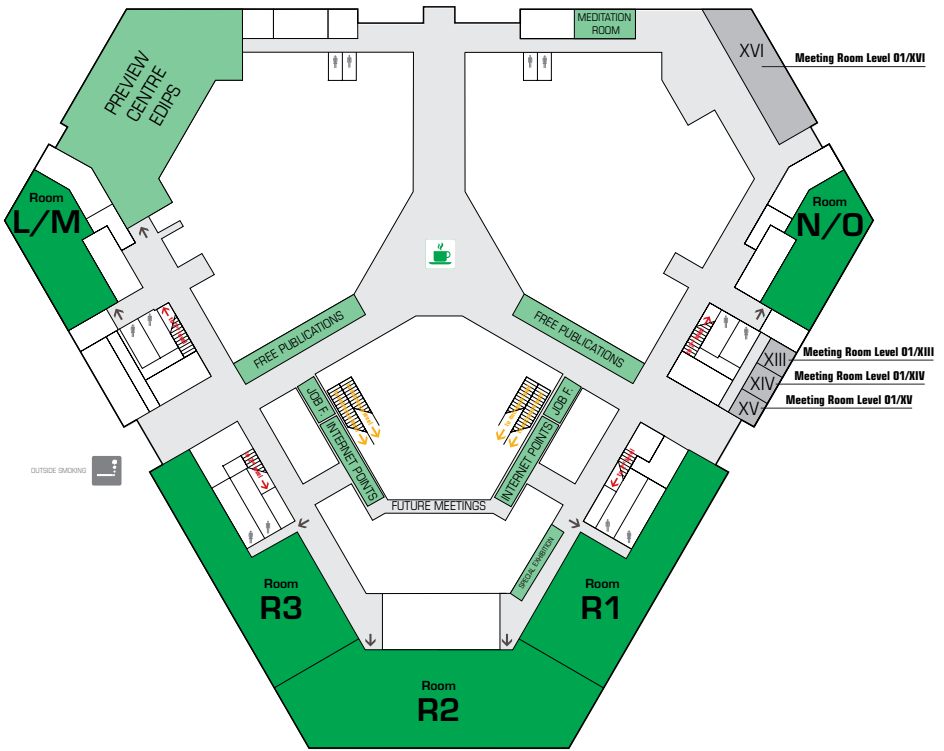 MEDITATION
ROOM
XVI
Meeting Room Level 01/XVI
PREVIEW
CENTRE
EDIPS
Room
L/M
Room
N/O
FREE PUBLICATIONS
FREE PUBLICATIONS
XIII
Meeting Room Level 01/XIII
XIV
Meeting Room Level 01/XIV
XV
Meeting Room Level 01/XV
JOB F.
JOB F.
INTERNET POINTS
INTERNET POINTS
OUTSIDE SMOKING
FUTURE MEETINGS
SPECIAL EXHIBITION
Room
R3
Room
R1
Room
R2